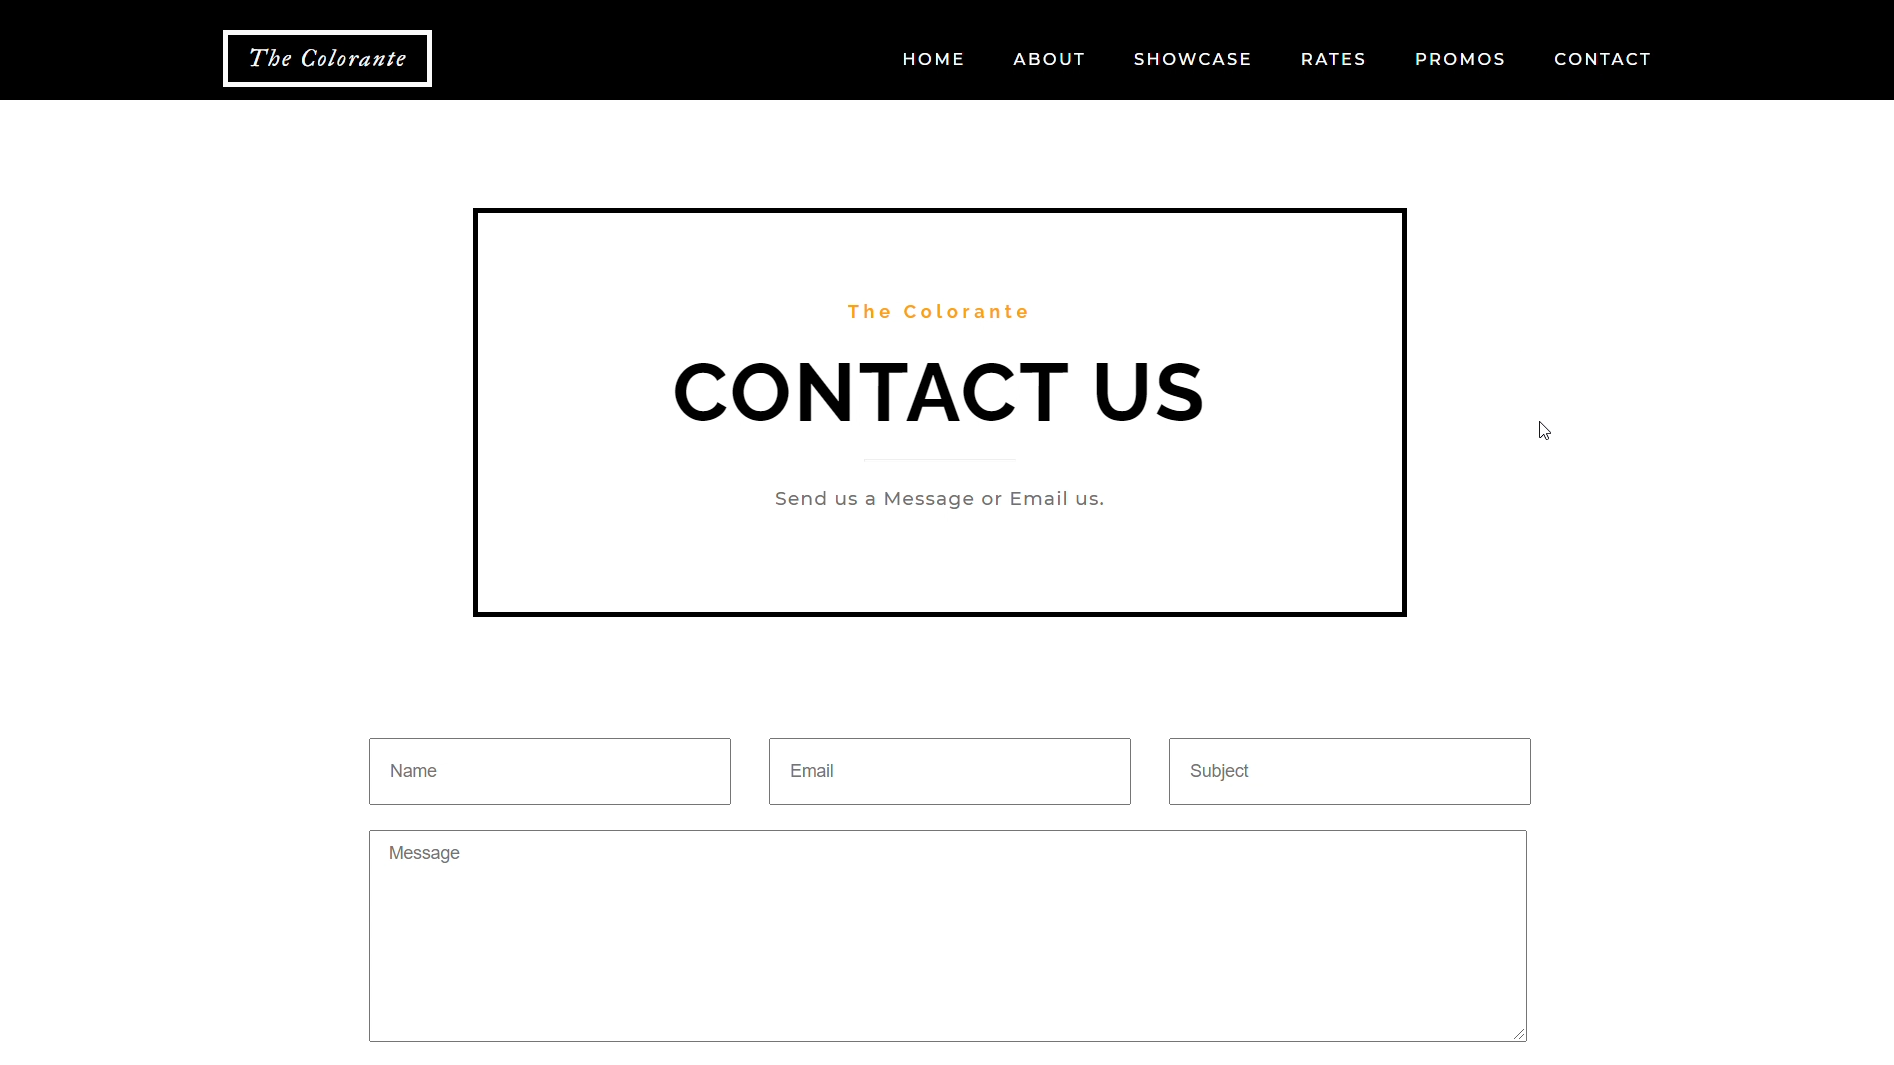 The Colorante
HOME ABOUT SHOWCASE RATES PROMOS CONTACT
The Colorante
CONTACT US
Send us a Message or Email us.
Name Email Subject
Message